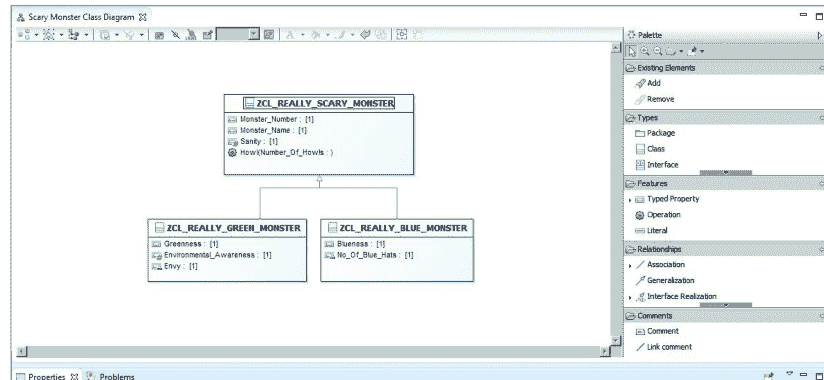 Scary Monster Class Diagram
Palette
Existing Elements
Add
Remove
Types
Package
Class
Interface
Features
Typed Property
Operation
Literal
Relationships
Association
Generalization
Interface Realization
Comments
Comment
Link comment
ZCL_REALLY_SCARY_MONSTER
Monster_Number : [1]
Monster_Name : [1]
Sanity : [1]
Howl(Number_Of_Howls : )
ZCL_REALLY_GREEN_MONSTER
Greenness : [1]
Environmental_Awareness : [1]
Envy : [1]
ZCL_REALLY_BLUE_MONSTER
Blueness : [1]
No_Of_Blue_Hats : [1]
Properties
Problems